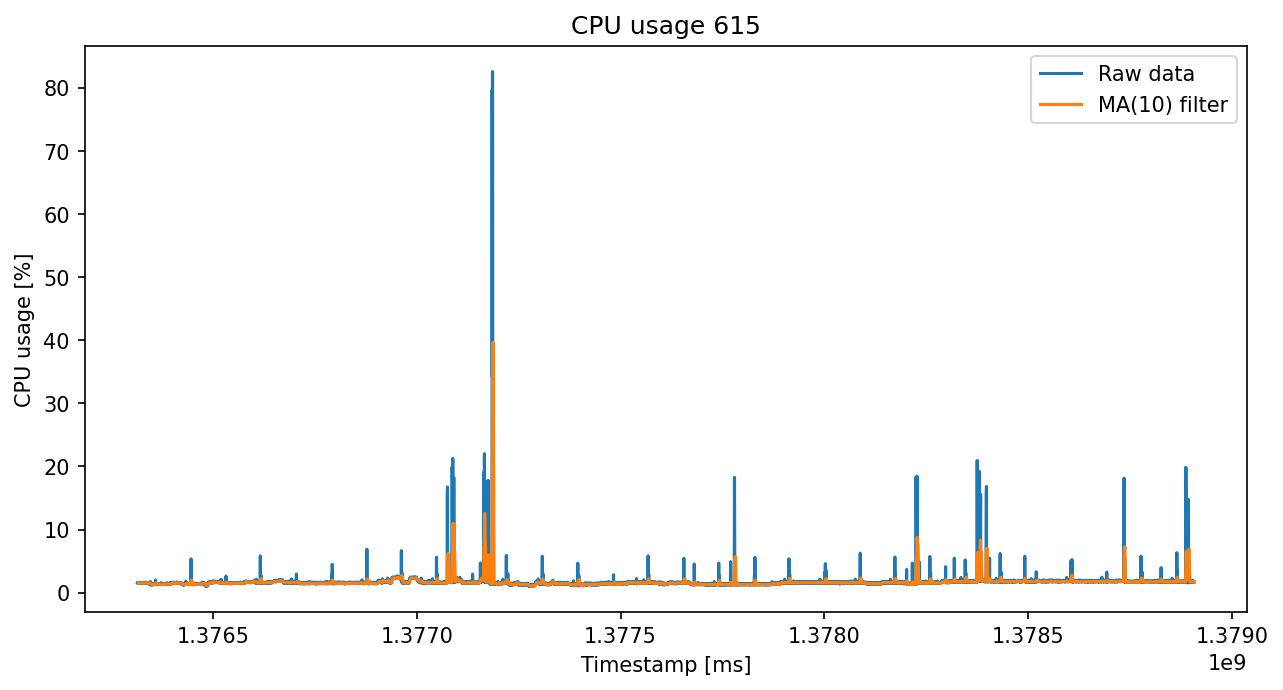 CPU usage 615
Raw data
MA(10) filter
CPU usage [%]
80
70
60
50
40
30
20
10
0
1.3765 1.3770 1.3775 1.3780 1.3785 1.3790
1e9
Timestamp [ms]